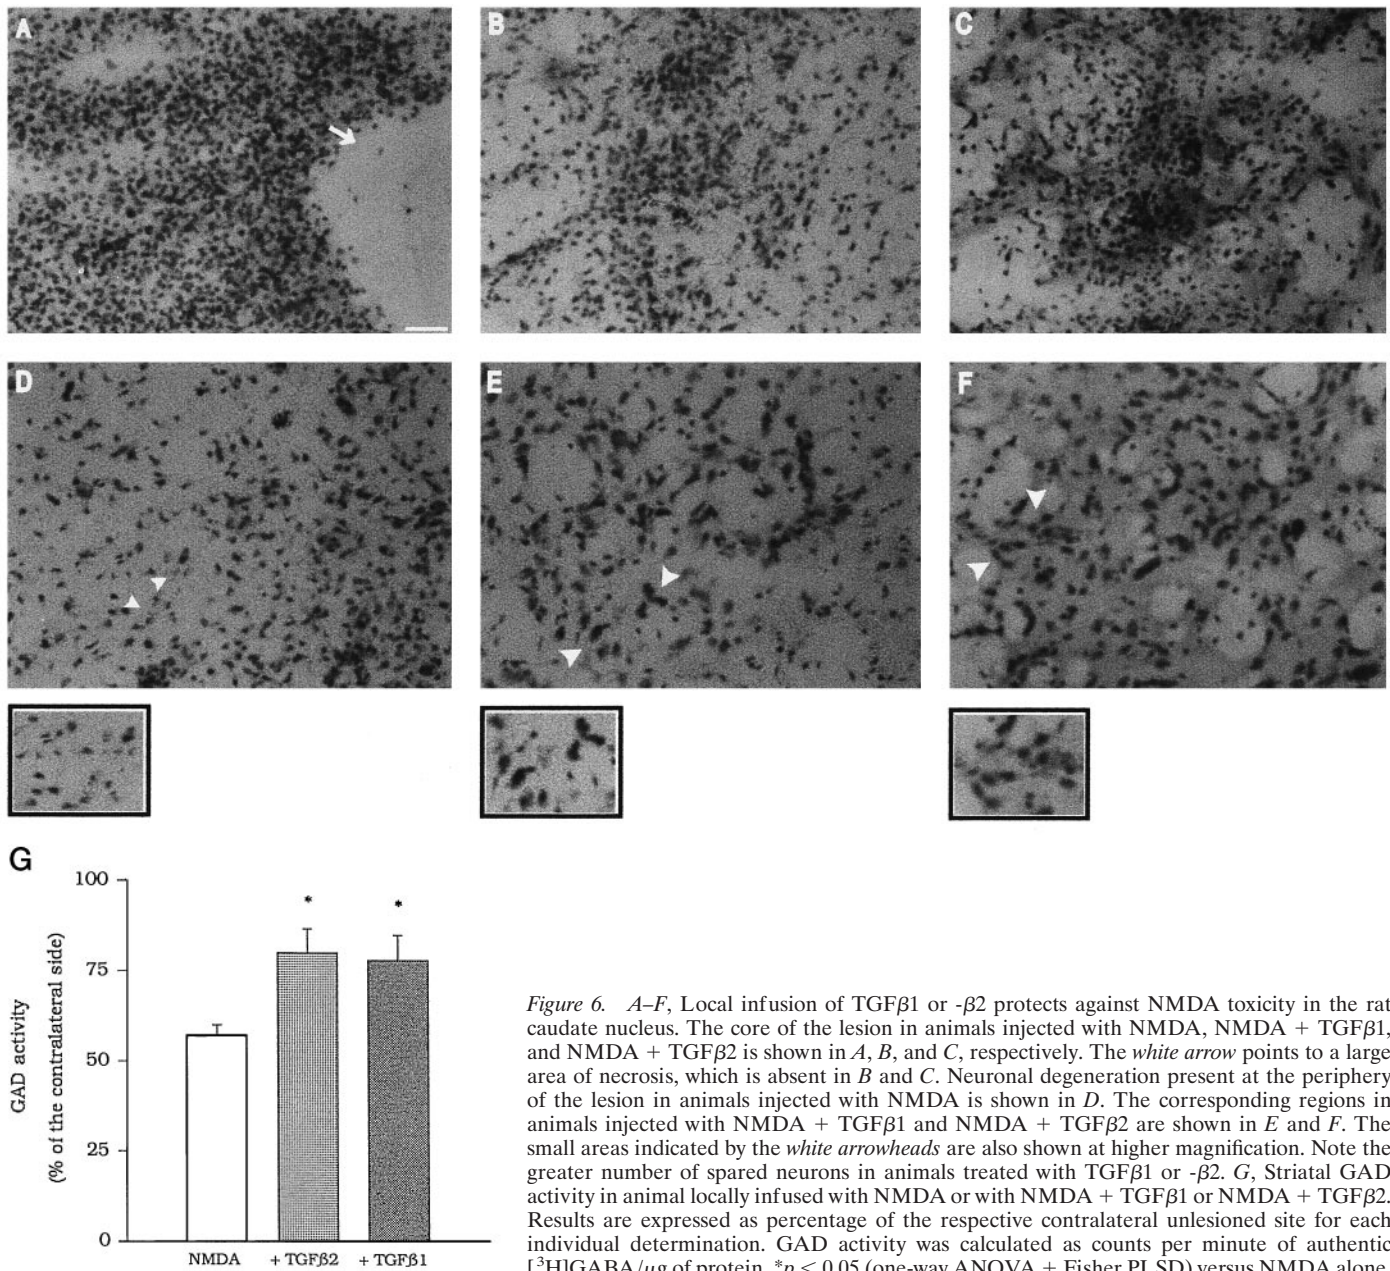 A
B
C
D
E
F
G
100
75
50
25
0
GAD activity
(% of the contralateral side)
*
*
NMDA
+ TGFβ2
+ TGFβ1
Figure 6. A–F, Local infusion of TGFβ1 or -β2 protects against NMDA toxicity in the rat
caudate nucleus. The core of the lesion in animals injected with NMDA, NMDA + TGFβ1,
and NMDA + TGFβ2 is shown in A, B, and C, respectively. The white arrow points to a large
area of necrosis, which is absent in B and C. Neuronal degeneration present at the periphery
of the lesion in animals injected with NMDA is shown in D. The corresponding regions in
animals injected with NMDA + TGFβ1 and NMDA + TGFβ2 are shown in E and F. The
small areas indicated by the white arrowheads are also shown at higher magnification. Note the
greater number of spared neurons in animals treated with TGFβ1 or -β2. G, Striatal GAD
activity in animal locally infused with NMDA or with NMDA + TGFβ1 or NMDA + TGFβ2.
Results are expressed as percentage of the respective contralateral unlesioned site for each
individual determination. GAD activity was calculated as counts per minute of authentic
[³H]GABA/μg of protein. *p < 0.05 (one-way ANOVA + Fisher PLSD) versus NMDA alone.